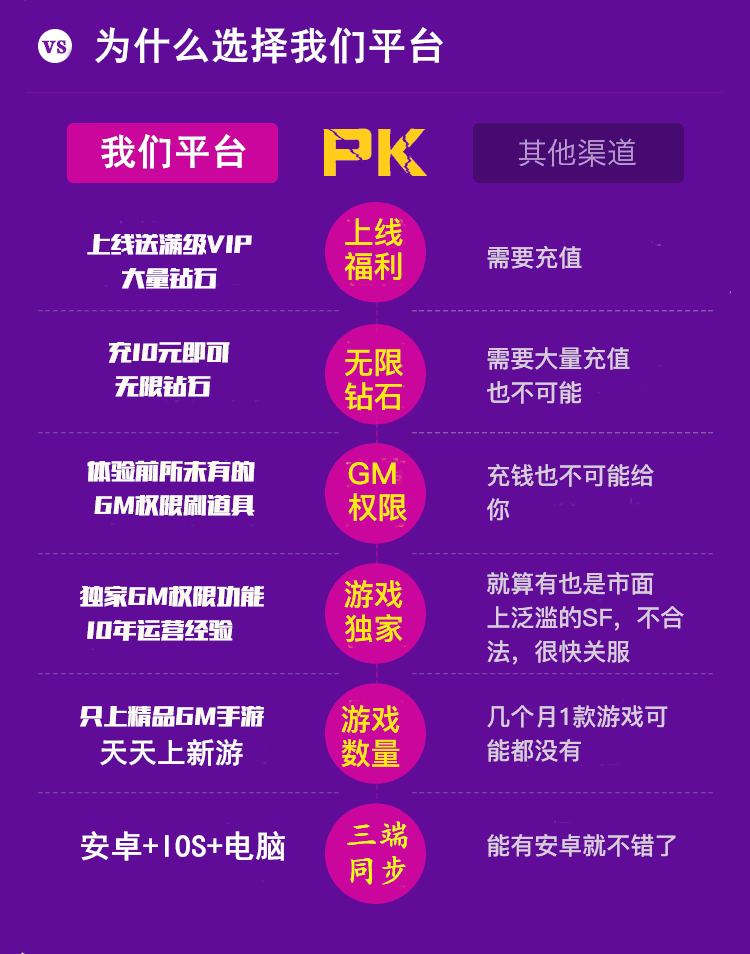 VS 为什么选择我们平台
我们平台 PK 其他渠道
上线送满级VIP
大量钻石
上线
福利
需要充值
充10元即可
无限钻石
无限
钻石
需要大量充值
也不可能
体验前所未有的
GM权限刷道具
GM
权限
充钱也不可能给
你
独家GM权限功能
10年运营经验
游戏
独家
就算有也是市面
上泛滥的SF，不合
法，很快关服
只上精品GM手游
天天上新游
游戏
数量
几个月1款游戏可
能都没有
安卓+IOS+电脑
三端
同步
能有安卓就不错了